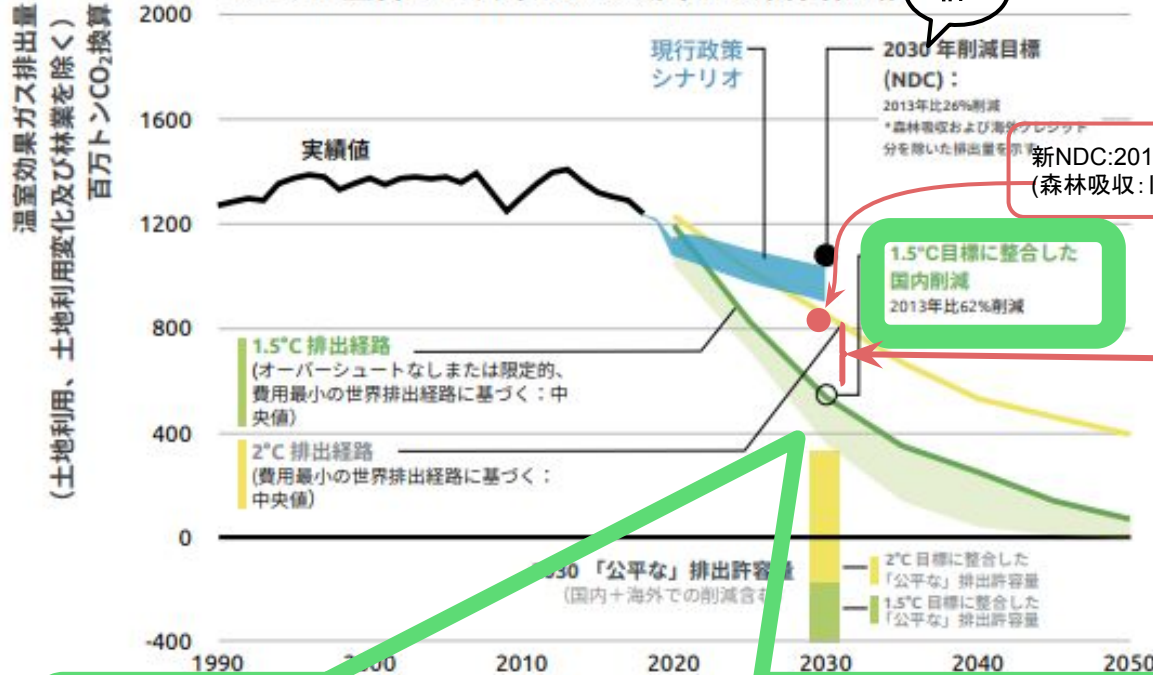 温室効果ガス排出量
(土地利用、土地利用変化及び林業を除く)
百万トンCO₂換算
2000
1600
1200
800
400
0
-400
実績値
現行政策
シナリオ
2030 年削減目標
(NDC)：
2013年比26%削減
*森林吸収および海外クレジット
分を除いた排出量を示す
新NDC:201
(森林吸収：
1.5°C目標に整合した
国内削減
2013年比62%削減
1.5°C 排出経路
(オーバーシュートなしまたは限定的、
費用最小の世界排出経路に基づく：中
央値)
2°C 排出経路
(費用最小の世界排出経路に基づく：
中央値)
「公平な」排出許容量
(国内＋海外での削減含む
2°C 目標に整合した
「公平な」排出許容量
1.5°C 目標に整合した
「公平な」排出許容量
1990
2010
2020
2030
2040
2050